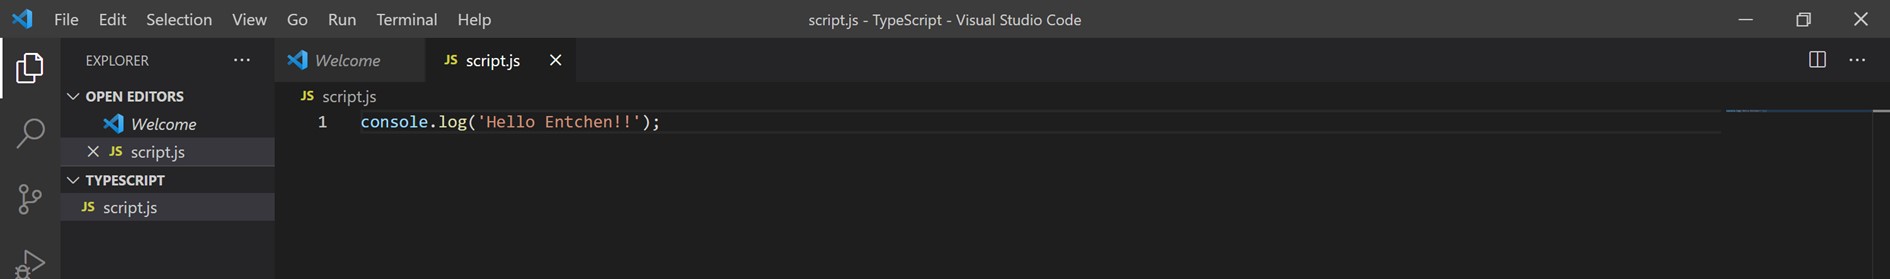 File Edit Selection View Go Run Terminal Help script.js - TypeScript - Visual Studio Code
EXPLORER ··· Welcome JS script.js ···
OPEN EDITORS
Welcome
JS script.js
TYPESCRIPT
JS script.js
JS script.js
1 console.log('Hello Entchen!!');